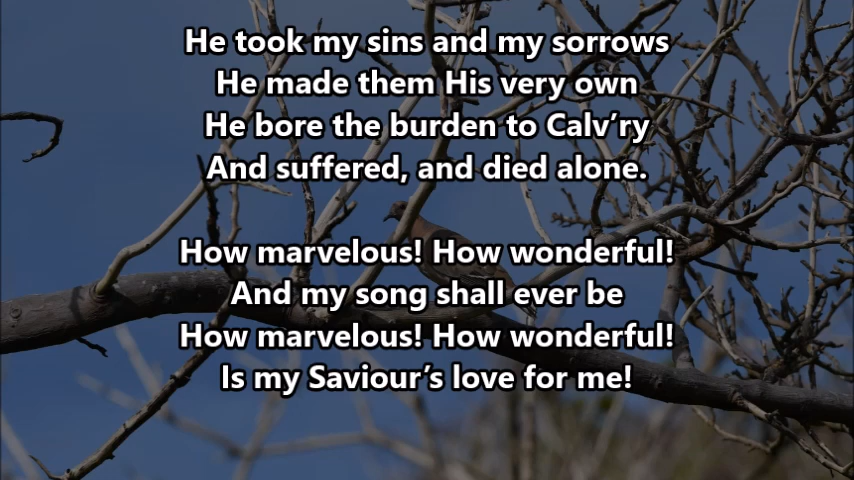 He took my sins and my sorrows
He made them His very own
He bore the burden to Calv’ry
And suffered, and died alone.
How marvelous! How wonderful!
And my song shall ever be
How marvelous! How wonderful!
Is my Saviour’s love for me!